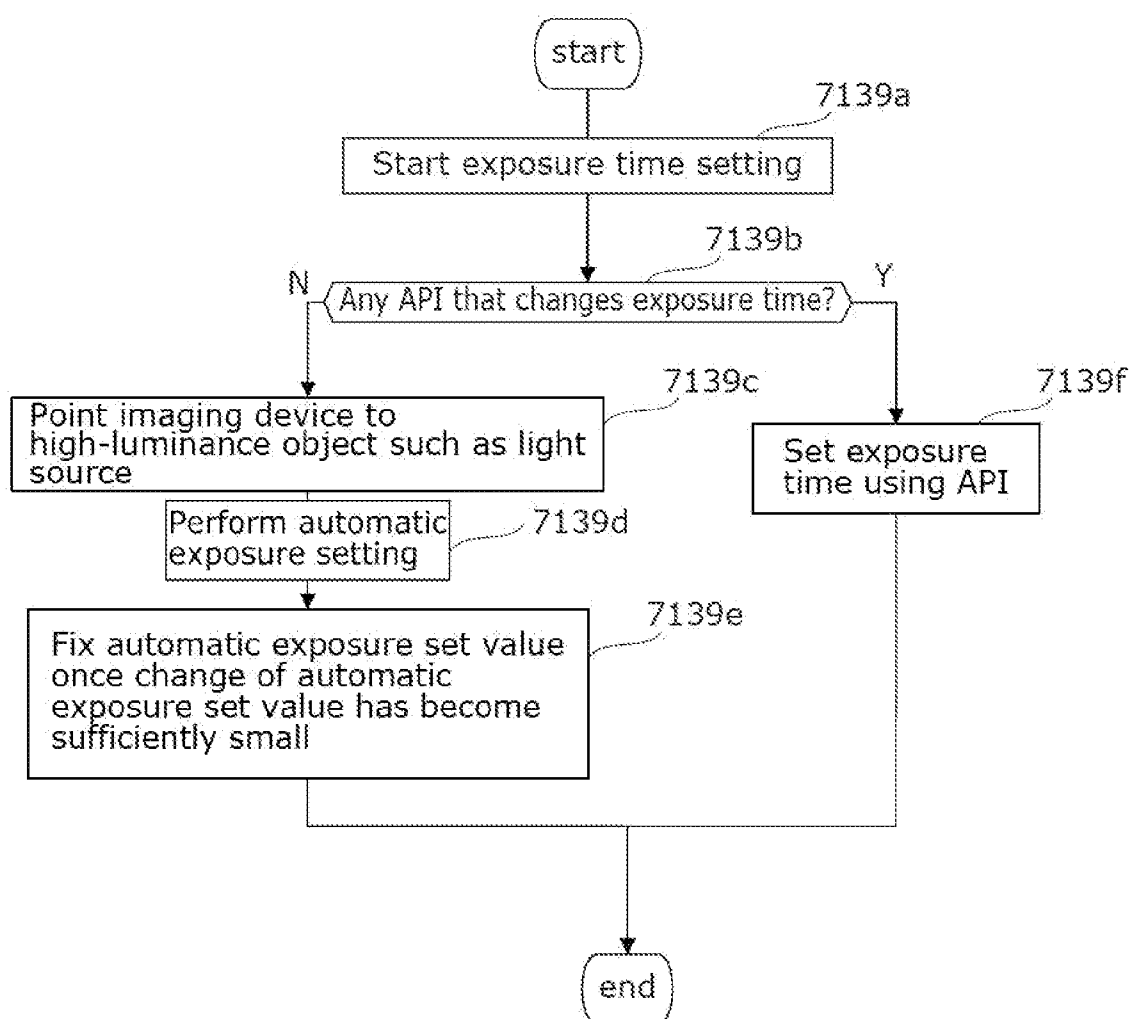 start
7139a
Start exposure time setting
7139b
N
Any API that changes exposure time?
Y
7139c
7139f
Point imaging device to
high-luminance object such as light
source
Set exposure
time using API
Perform automatic
exposure setting
7139d
7139e
Fix automatic exposure set value
once change of automatic
exposure set value has become
sufficiently small
end